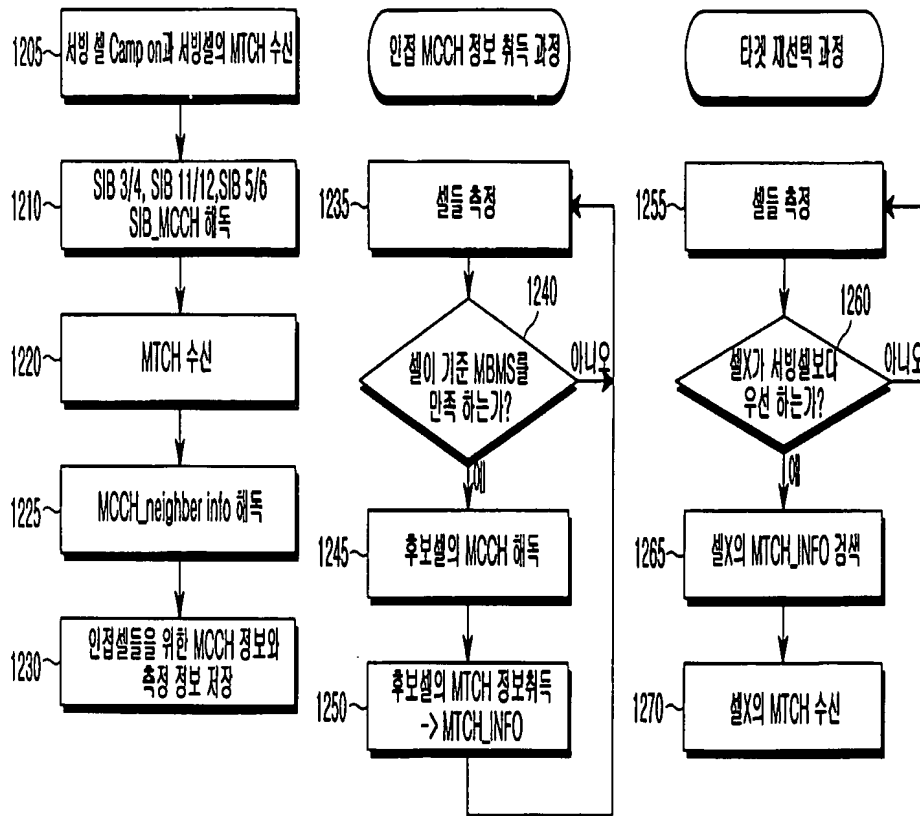 1205
서빙 셀 Camp on과 서빙셀의 MTCH 수신
1210
SIB 3/4, SIB 11/12,SIB 5/6
SIB_MCCH 해독
1220
MTCH 수신
1225
MCCH_neighber info 해독
1230
인접셀들을 위한 MCCH 정보와
측정 정보 저장
인접 MCCH 정보 취득 과정
1235
셀들 측정
1240
셀이 기준 MBMS를
만족 하는가?
아니오
예
1245
후보셀의 MCCH 해독
1250
후보셀의 MTCH 정보취득
-> MTCH_INFO
타겟 재선택 과정
1255
셀들 측정
1260
셀X가 서빙셀보다
우선 하는가?
아니오
예
1265
셀X의 MTCH_INFO 검색
1270
셀X의 MTCH 수신